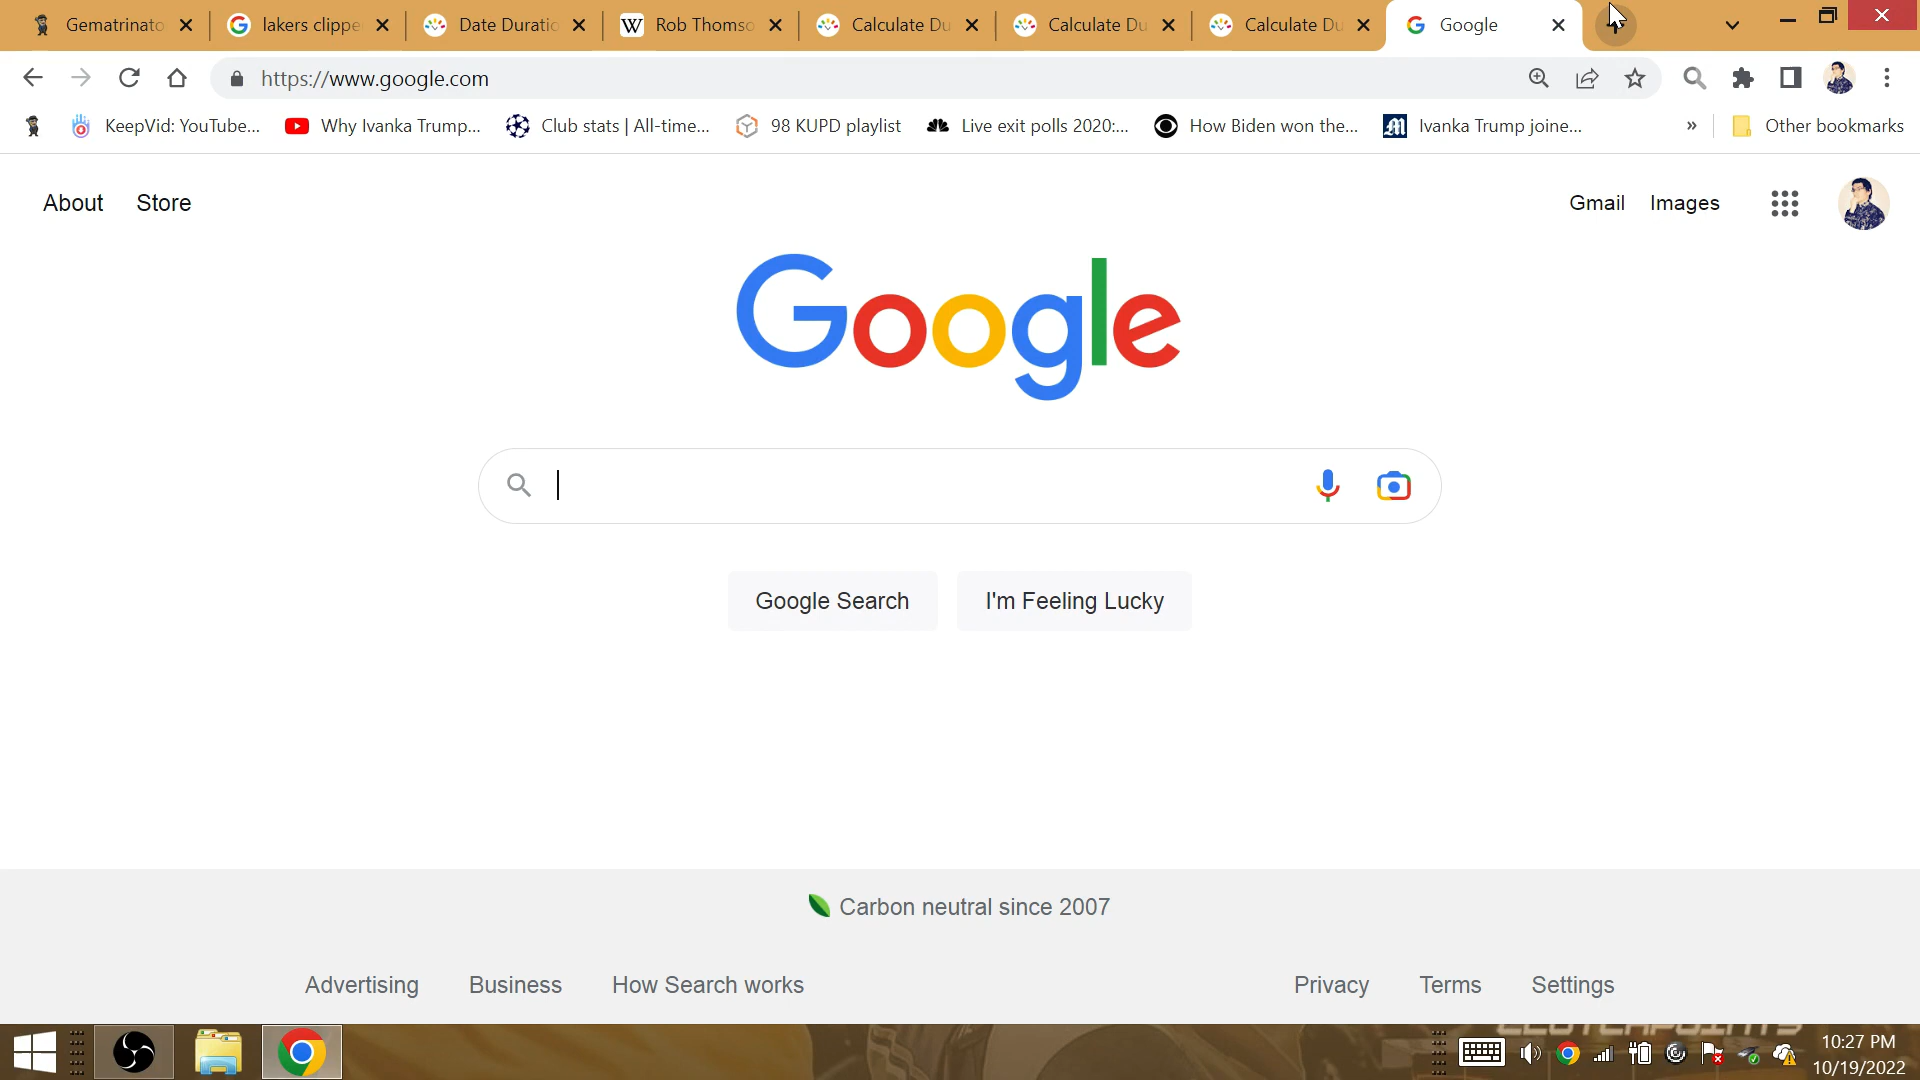 Gematrinato
lakers clippe
Date Duratio
Rob Thomso
Calculate Du
Calculate Du
Calculate Du
Google
https://www.google.com
KeepVid: YouTube...
Why Ivanka Trump...
Club stats | All-time...
98 KUPD playlist
Live exit polls 2020:...
How Biden won the...
Ivanka Trump joine...
»
Other bookmarks
About
Store
Gmail
Images
Google
Google Search
I'm Feeling Lucky
Carbon neutral since 2007
Advertising
Business
How Search works
Privacy
Terms
Settings
CLUTCHPOINTS
10:27 PM
10/19/2022